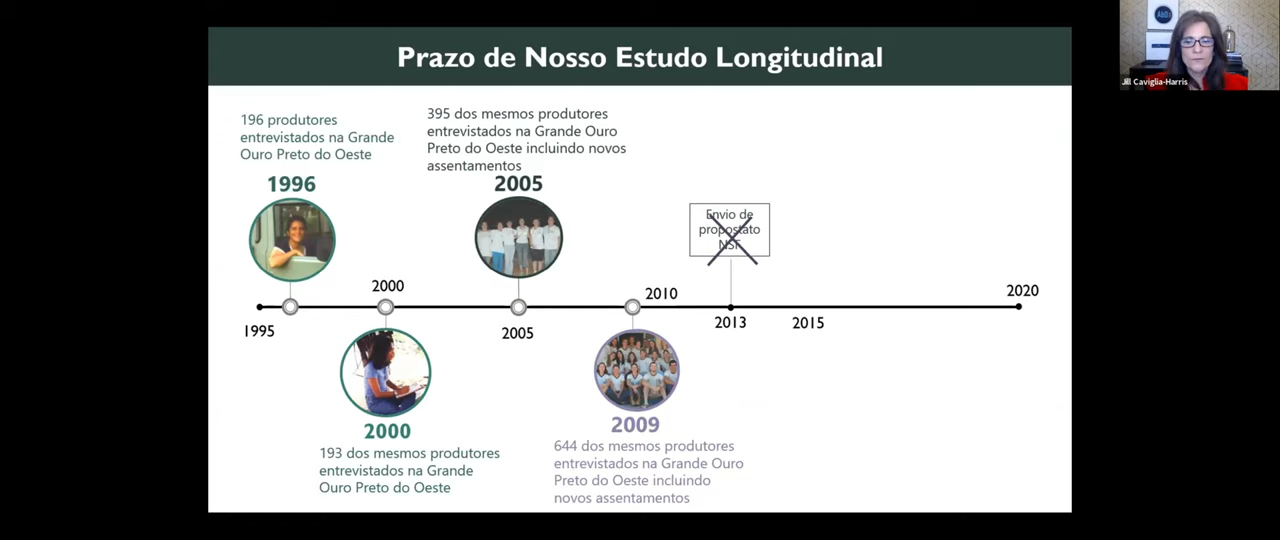 Prazo de Nosso Estudo Longitudinal
Jill Caviglia-Harris
196 produtores
entrevistados na Grande
Ouro Preto do Oeste
1996
395 dos mesmos produtores
entrevistados na Grande Ouro
Preto do Oeste incluindo novos
assentamentos
2005
Envio de
propostato
NSF
2000
2010
2020
1995
2005
2013
2015
2000
193 dos mesmos produtores
entrevistados na Grande
Ouro Preto do Oeste
2009
644 dos mesmos produtores
entrevistados na Grande Ouro
Preto do Oeste incluindo
novos assentamentos